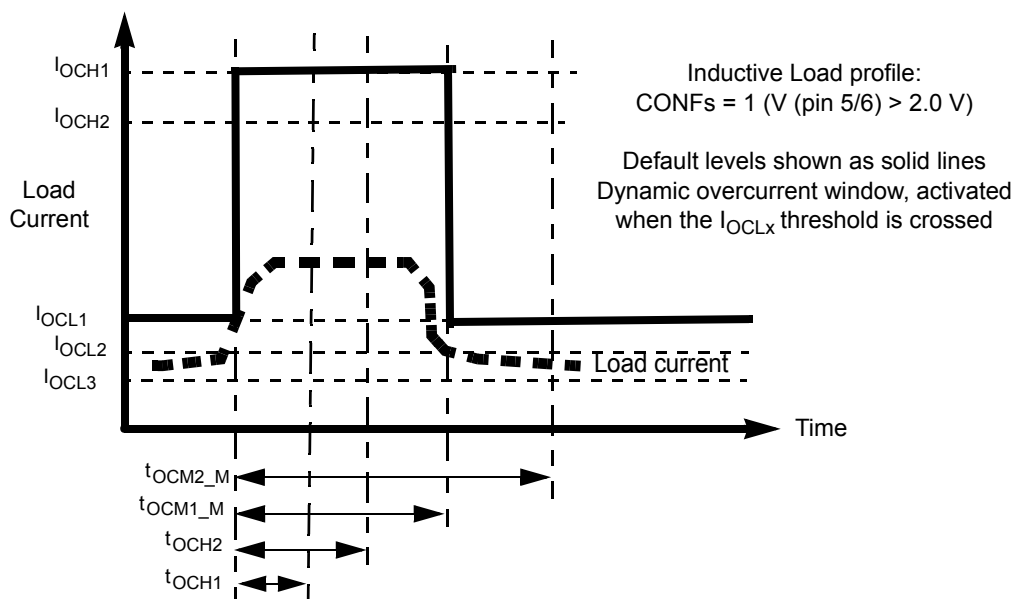 I_OCH1
I_OCH2
Load
Current
I_OCL1
I_OCL2
I_OCL3
Inductive Load profile:
CONFs = 1 (V (pin 5/6) > 2.0 V)
Default levels shown as solid lines
Dynamic overcurrent window, activated
when the I_OCLx threshold is crossed
Load current
Time
t_OCM2_M
t_OCM1_M
t_OCH2
t_OCH1